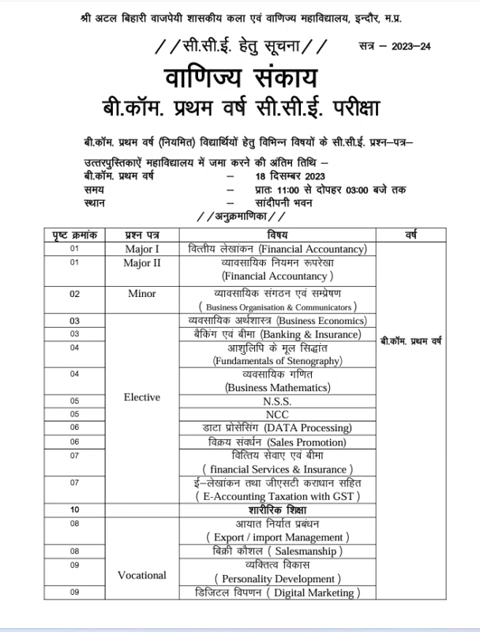 श्री अटल बिहारी वाजपेयी शासकीय कला एवं वाणिज्य महाविद्यालय, इन्दौर, म.प्र.
//सी.सी.ई. हेतु सूचना// सत्र – 2023-24
वाणिज्य संकाय
बी.कॉम. प्रथम वर्ष सी.सी.ई. परीक्षा
बी.कॉम. प्रथम वर्ष (नियमित) विद्यार्थियों हेतु विभिन्न विषयों के सी.सी.ई. प्रश्न–पत्र–
उत्तरपुस्तिकाऐं महाविद्यालय में जमा करने की अंतिम तिथि –
बी.कॉम. प्रथम वर्ष – 18 दिसम्बर 2023
समय – प्रातः 11:00 से दोपहर 03:00 बजे तक
स्थान – सांदीपनी भवन
//अनुक्रमाणिका//
पृष्ट क्रमांक प्रश्न पत्र विषय वर्ष
01 Major I वित्तीय लेखांकन (Financial Accountancy)
01 Major II व्यावसायिक नियमन रूपरेखा
(Financial Accountancy )
02 Minor व्यावसायिक संगठन एवं सम्प्रेषण
( Business Organisation & Communicators )
03 व्यवसायिक अर्थशास्त्र (Business Economics)
03 बैकिंग एवं बीमा (Banking & Insurance)
बी.कॉम. प्रथम वर्ष
04 आशुलिपि के मूल सिद्धांत
(Fundamentals of Stenography)
04 व्यवसायिक गणित
(Business Mathematics)
Elective
05 N.S.S.
05 NCC
06 डाटा प्रोसेसिंग (DATA Processing)
06 विक्रय संवर्धन (Sales Promotion)
07 वित्तिय सेवाए एवं बीमा
( financial Services & Insurance )
07 ई–लेखांकन तथा जीएसटी कराधान सहित
( E-Accounting Taxation with GST )
10 शारीरिक शिक्षा
08 आयात निर्यात प्रबंधन
( Export / import Management )
08 बिक्री कौशल ( Salesmanship )
09 व्यक्तित्व विकास
Vocational ( Personality Development )
09 डिजिटल विपणन ( Digital Marketing )